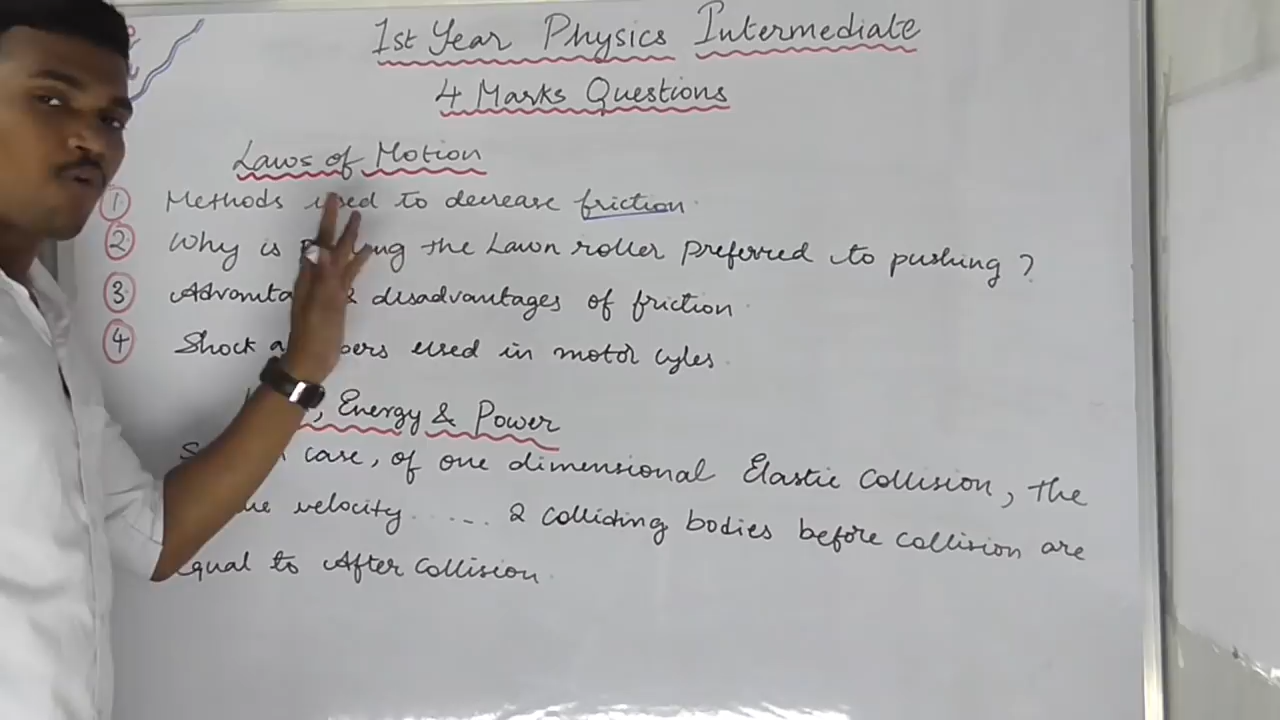 1st Year Physics Intermediate
4 Marks Questions
Laws of Motion
1 Methods used to decrease friction.
2 Why is the Lawn roller preferred to pushing ?
3 & disadvantages of friction.
4 Shock used in motor cyles.
, Energy & Power
case, of one dimensional Elastic Collision, the
velocity ..... 2 colliding bodies before collision are
equal to After collision.